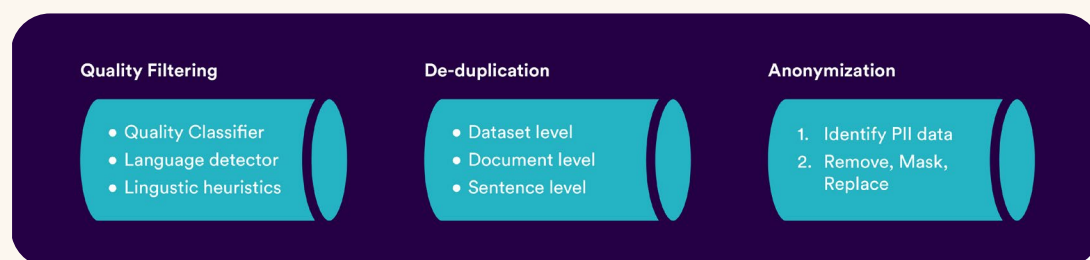 Quality Filtering
• Quality Classifier
• Language detector
• Lingustic heuristics
De-duplication
• Dataset level
• Document level
• Sentence level
Anonymization
1. Identify PII data
2. Remove, Mask,
Replace